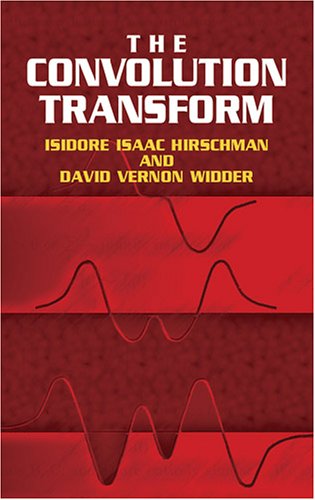 THE
CONVOLUTION
TRANSFORM
ISIDORE ISAAC HIRSCHMAN
AND
DAVID VERNON WIDDER